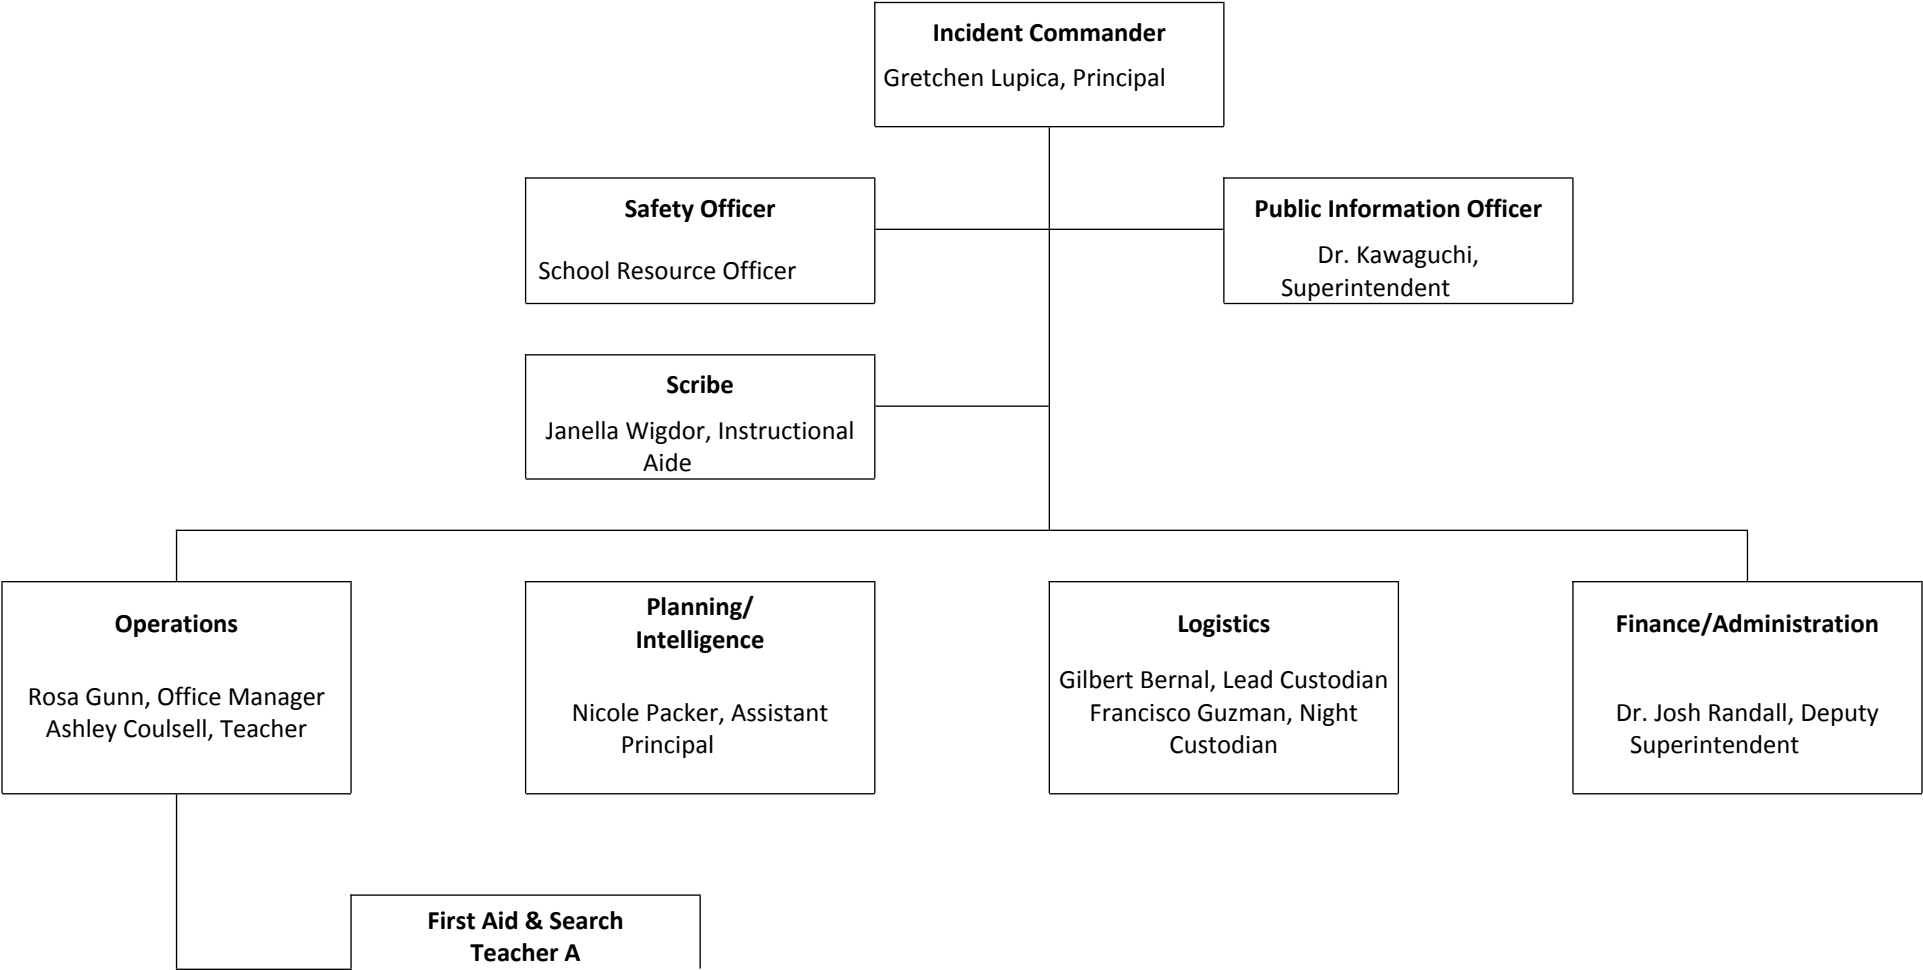 Incident Commander
Gretchen Lupica, Principal
Safety Officer
School Resource Officer
Public Information Officer
Dr. Kawaguchi,
Superintendent
Scribe
Janella Wigdor, Instructional
Aide
Operations
Rosa Gunn, Office Manager
Ashley Coulsell, Teacher
Planning/
Intelligence
Nicole Packer, Assistant
Principal
Logistics
Gilbert Bernal, Lead Custodian
Francisco Guzman, Night
Custodian
Finance/Administration
Dr. Josh Randall, Deputy
Superintendent
First Aid & Search
Teacher A